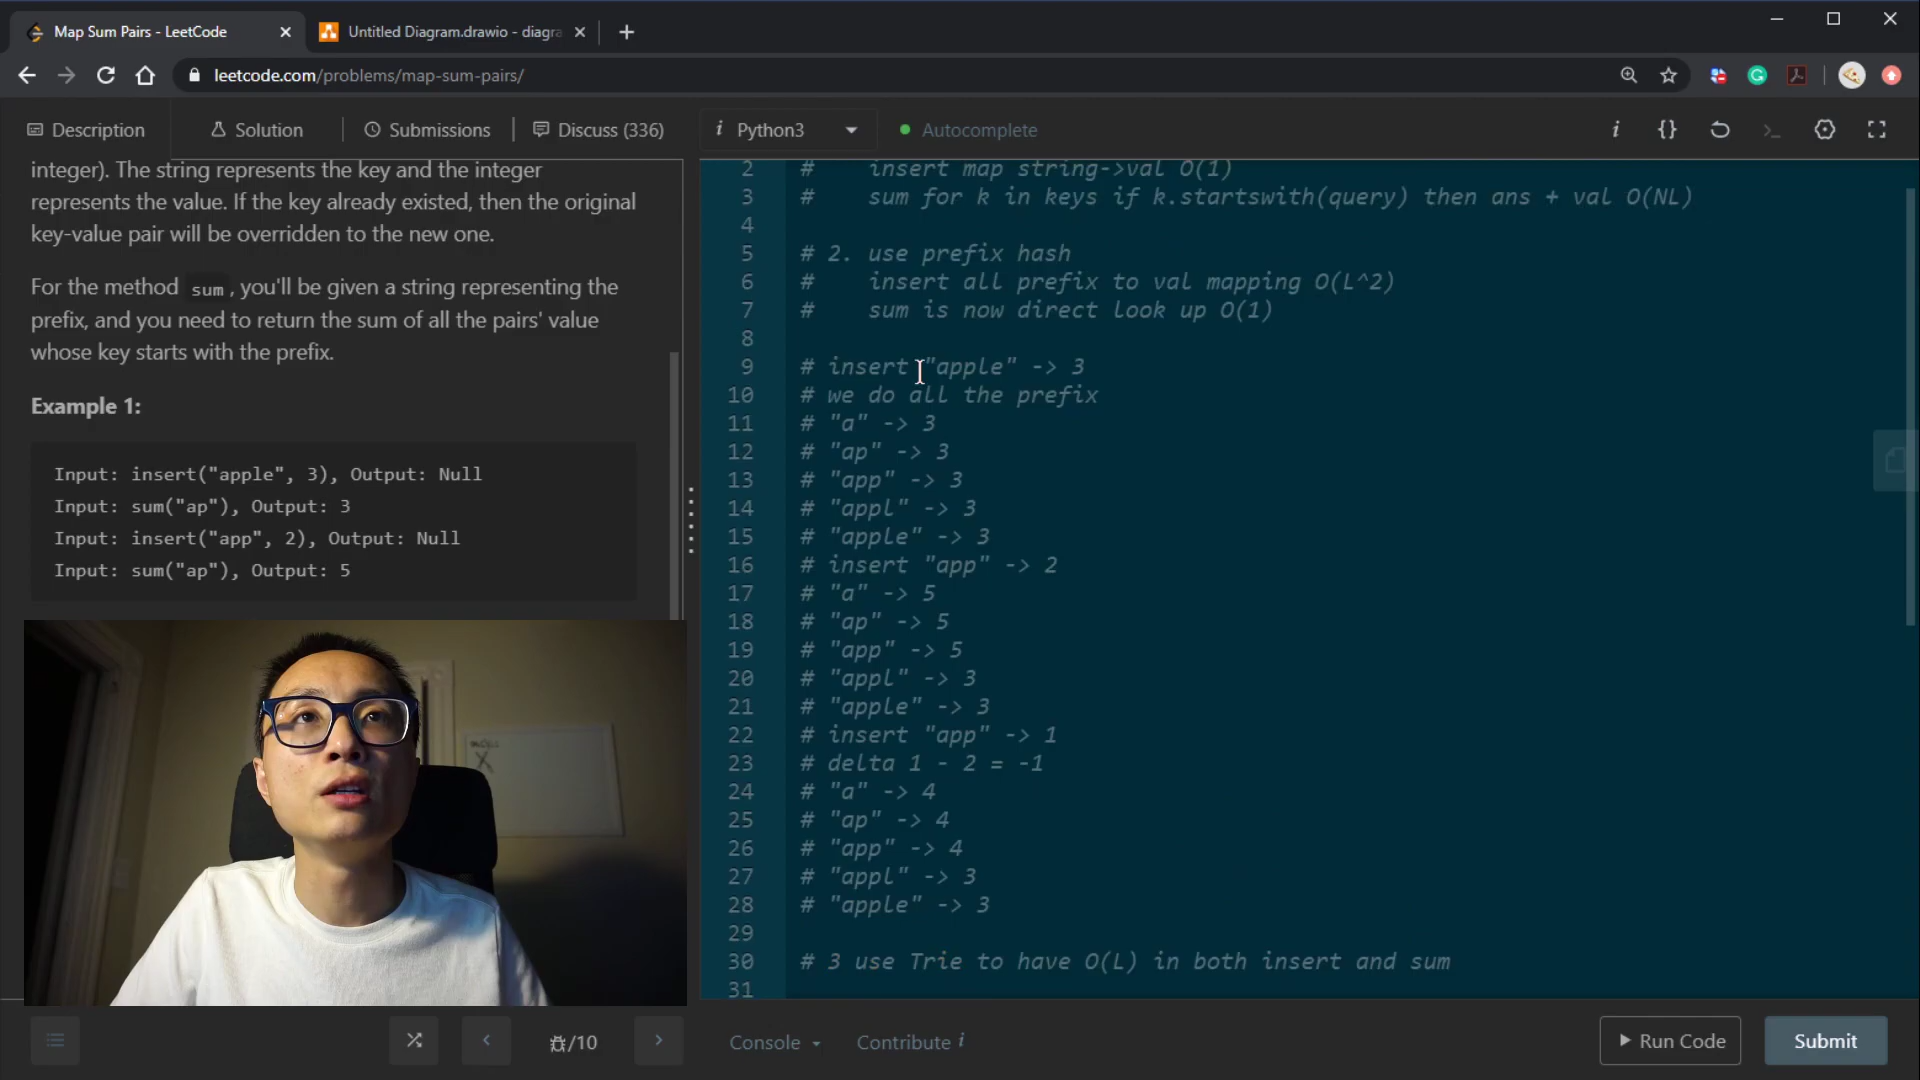 Map Sum Pairs - LeetCode
Untitled Diagram.drawio - diagra
leetcode.com/problems/map-sum-pairs/
Description
Solution
Submissions
Discuss (336)
i Python3
Autocomplete
integer). The string represents the key and the integer
represents the value. If the key already existed, then the original
key-value pair will be overridden to the new one.
For the method sum, you'll be given a string representing the
prefix, and you need to return the sum of all the pairs' value
whose key starts with the prefix.
Example 1:
Input: insert("apple", 3), Output: Null
Input: sum("ap"), Output: 3
Input: insert("app", 2), Output: Null
Input: sum("ap"), Output: 5
2 # insert map string->val O(1)
3 # sum for k in keys if k.startswith(query) then ans + val O(NL)
4
5 # 2. use prefix hash
6 # insert all prefix to val mapping O(L^2)
7 # sum is now direct look up O(1)
8
9 # insert "apple" -> 3
10 # we do all the prefix
11 # "a" -> 3
12 # "ap" -> 3
13 # "app" -> 3
14 # "appl" -> 3
15 # "apple" -> 3
16 # insert "app" -> 2
17 # "a" -> 5
18 # "ap" -> 5
19 # "app" -> 5
20 # "appl" -> 3
21 # "apple" -> 3
22 # insert "app" -> 1
23 # delta 1 - 2 = -1
24 # "a" -> 4
25 # "ap" -> 4
26 # "app" -> 4
27 # "appl" -> 3
28 # "apple" -> 3
29
30 # 3 use Trie to have O(L) in both insert and sum
31
/10
Console
Contribute i
Run Code
Submit